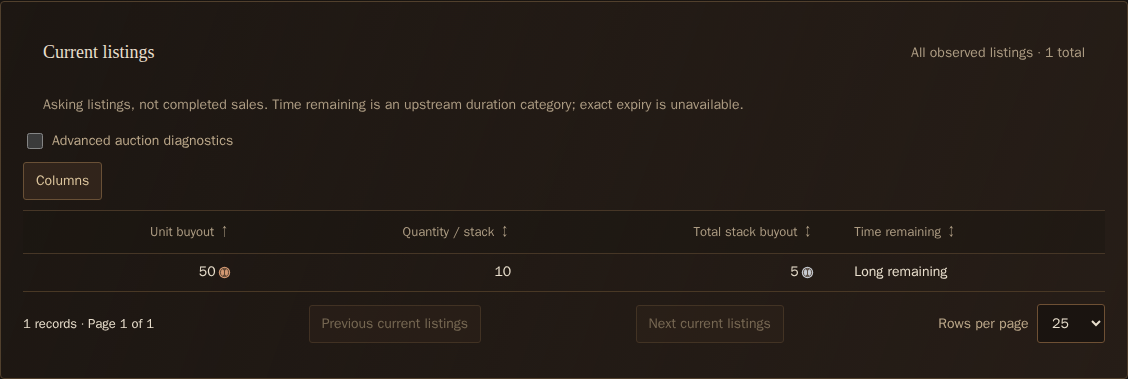 Current listings
All observed listings · 1 total
Asking listings, not completed sales. Time remaining is an upstream duration category; exact expiry is unavailable.
Advanced auction diagnostics
Columns
Unit buyout ↑ Quantity / stack ↕ Total stack buyout ↕ Time remaining ↕
50 10 5 Long remaining
1 records · Page 1 of 1 Previous current listings Next current listings Rows per page 25